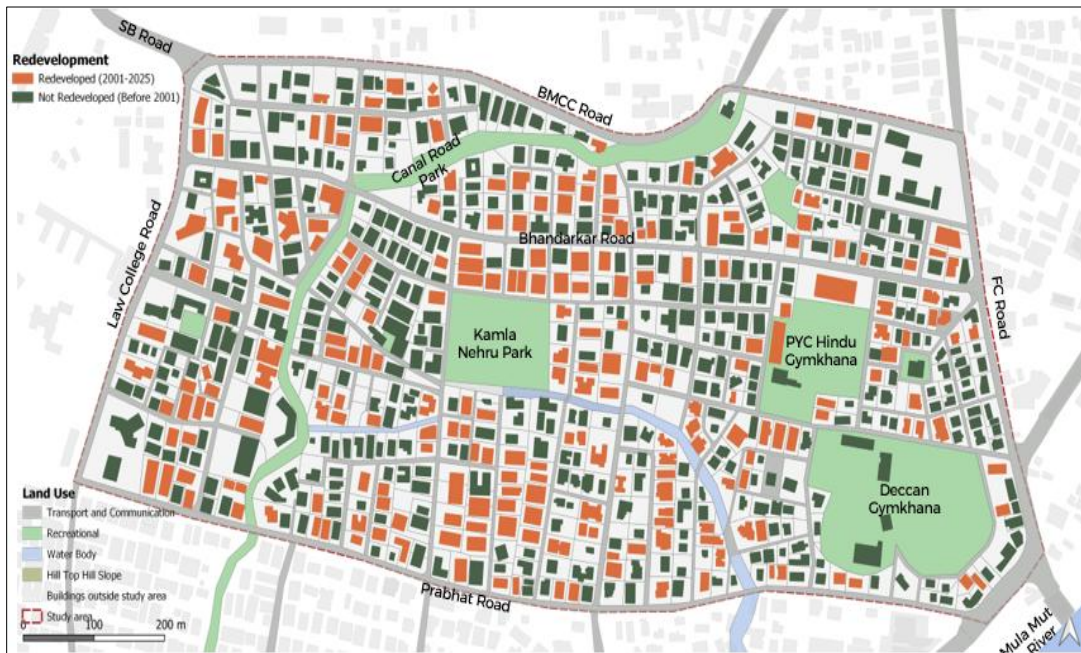 SB Road
Redevelopment
Redeveloped (2001-2025)
Not Redeveloped (Before 2001)
BMCC Road
Canal Road
Park
Bhandarkar Road
Law College Road
FC Road
Kamla
Nehru Park
PYC Hindu
Gymkhana
Deccan
Gymkhana
Prabhat Road
Land Use
Transport and Communication
Recreational
Water Body
Hill Top Hill Slope
Buildings outside study area
Study area
0 100 200 m
Mula Mut
River